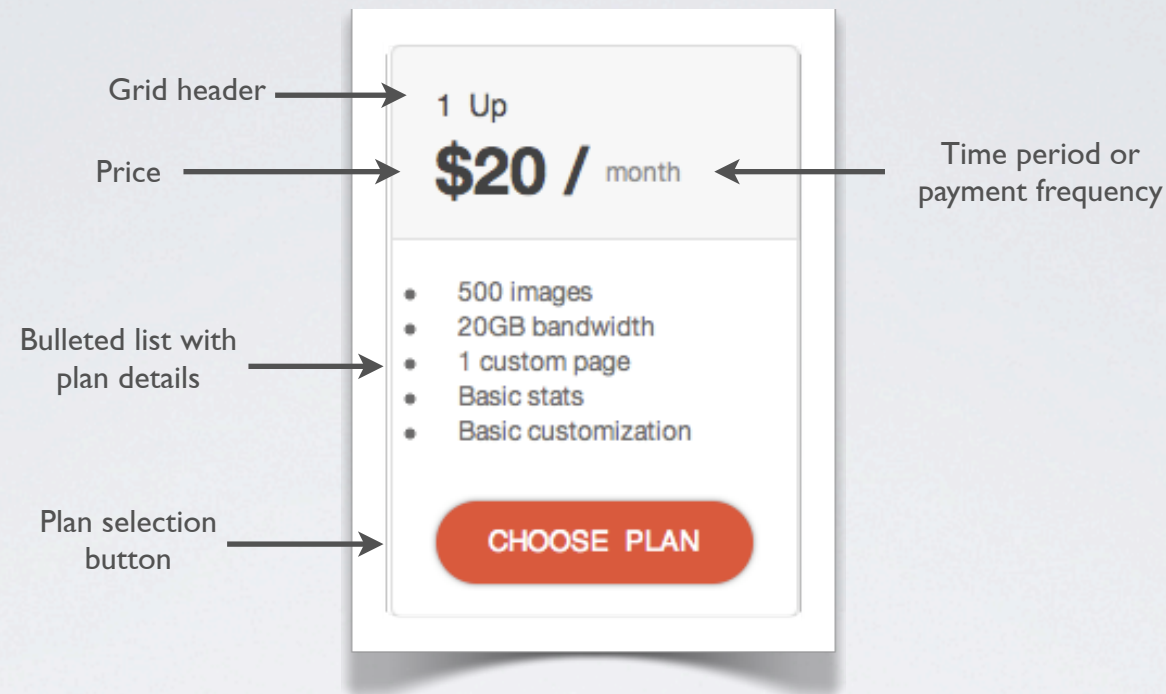 Grid header
1 Up
Price
$20 / month
Time period or
payment frequency
Bulleted list with
plan details
• 500 images
• 20GB bandwidth
• 1 custom page
• Basic stats
• Basic customization
Plan selection
button
CHOOSE PLAN